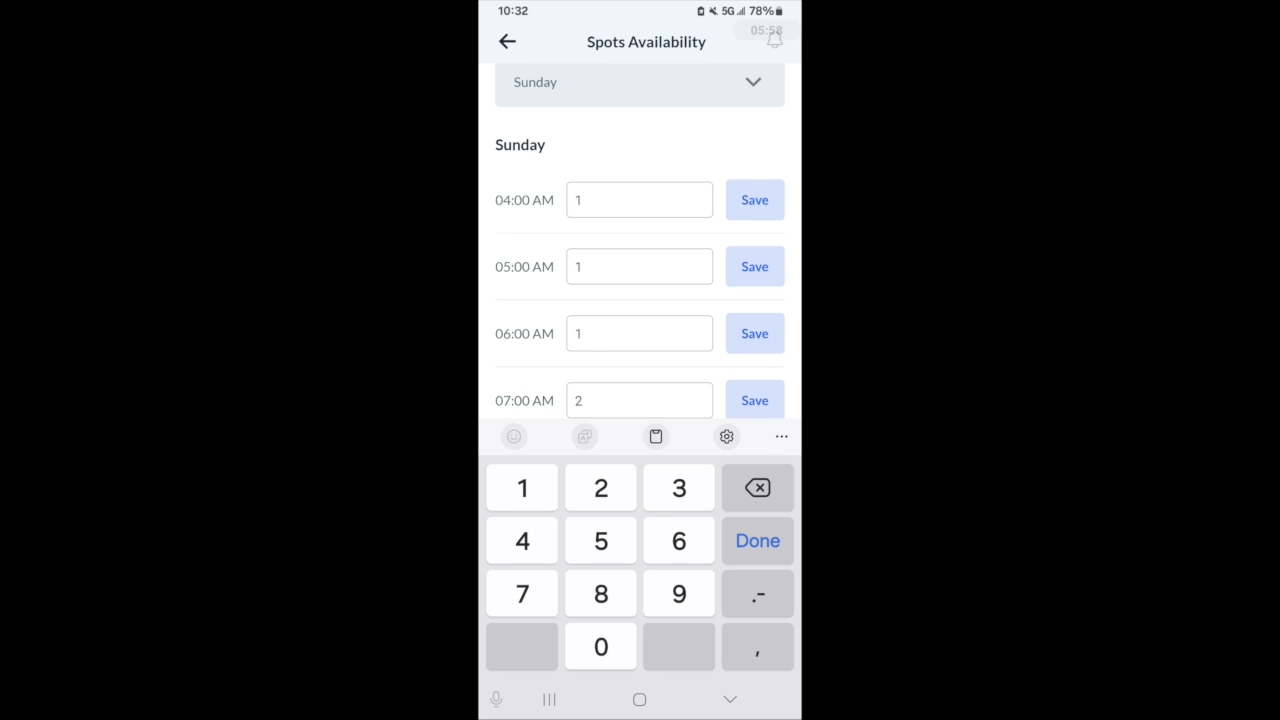 10:32 5G 78%
05:58
Spots Availability
Sunday
Sunday
04:00 AM 1 Save
05:00 AM 1 Save
06:00 AM 1 Save
07:00 AM 2 Save
1 2 3
4 5 6 Done
7 8 9 .-
0 ,